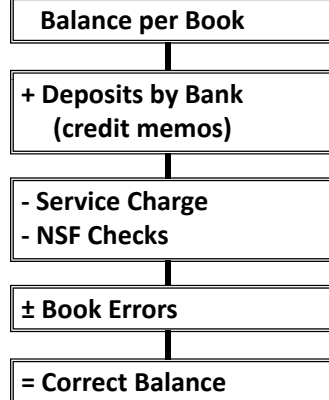 Balance per Book
+ Deposits by Bank
(credit memos)
- Service Charge
- NSF Checks
± Book Errors
= Correct Balance